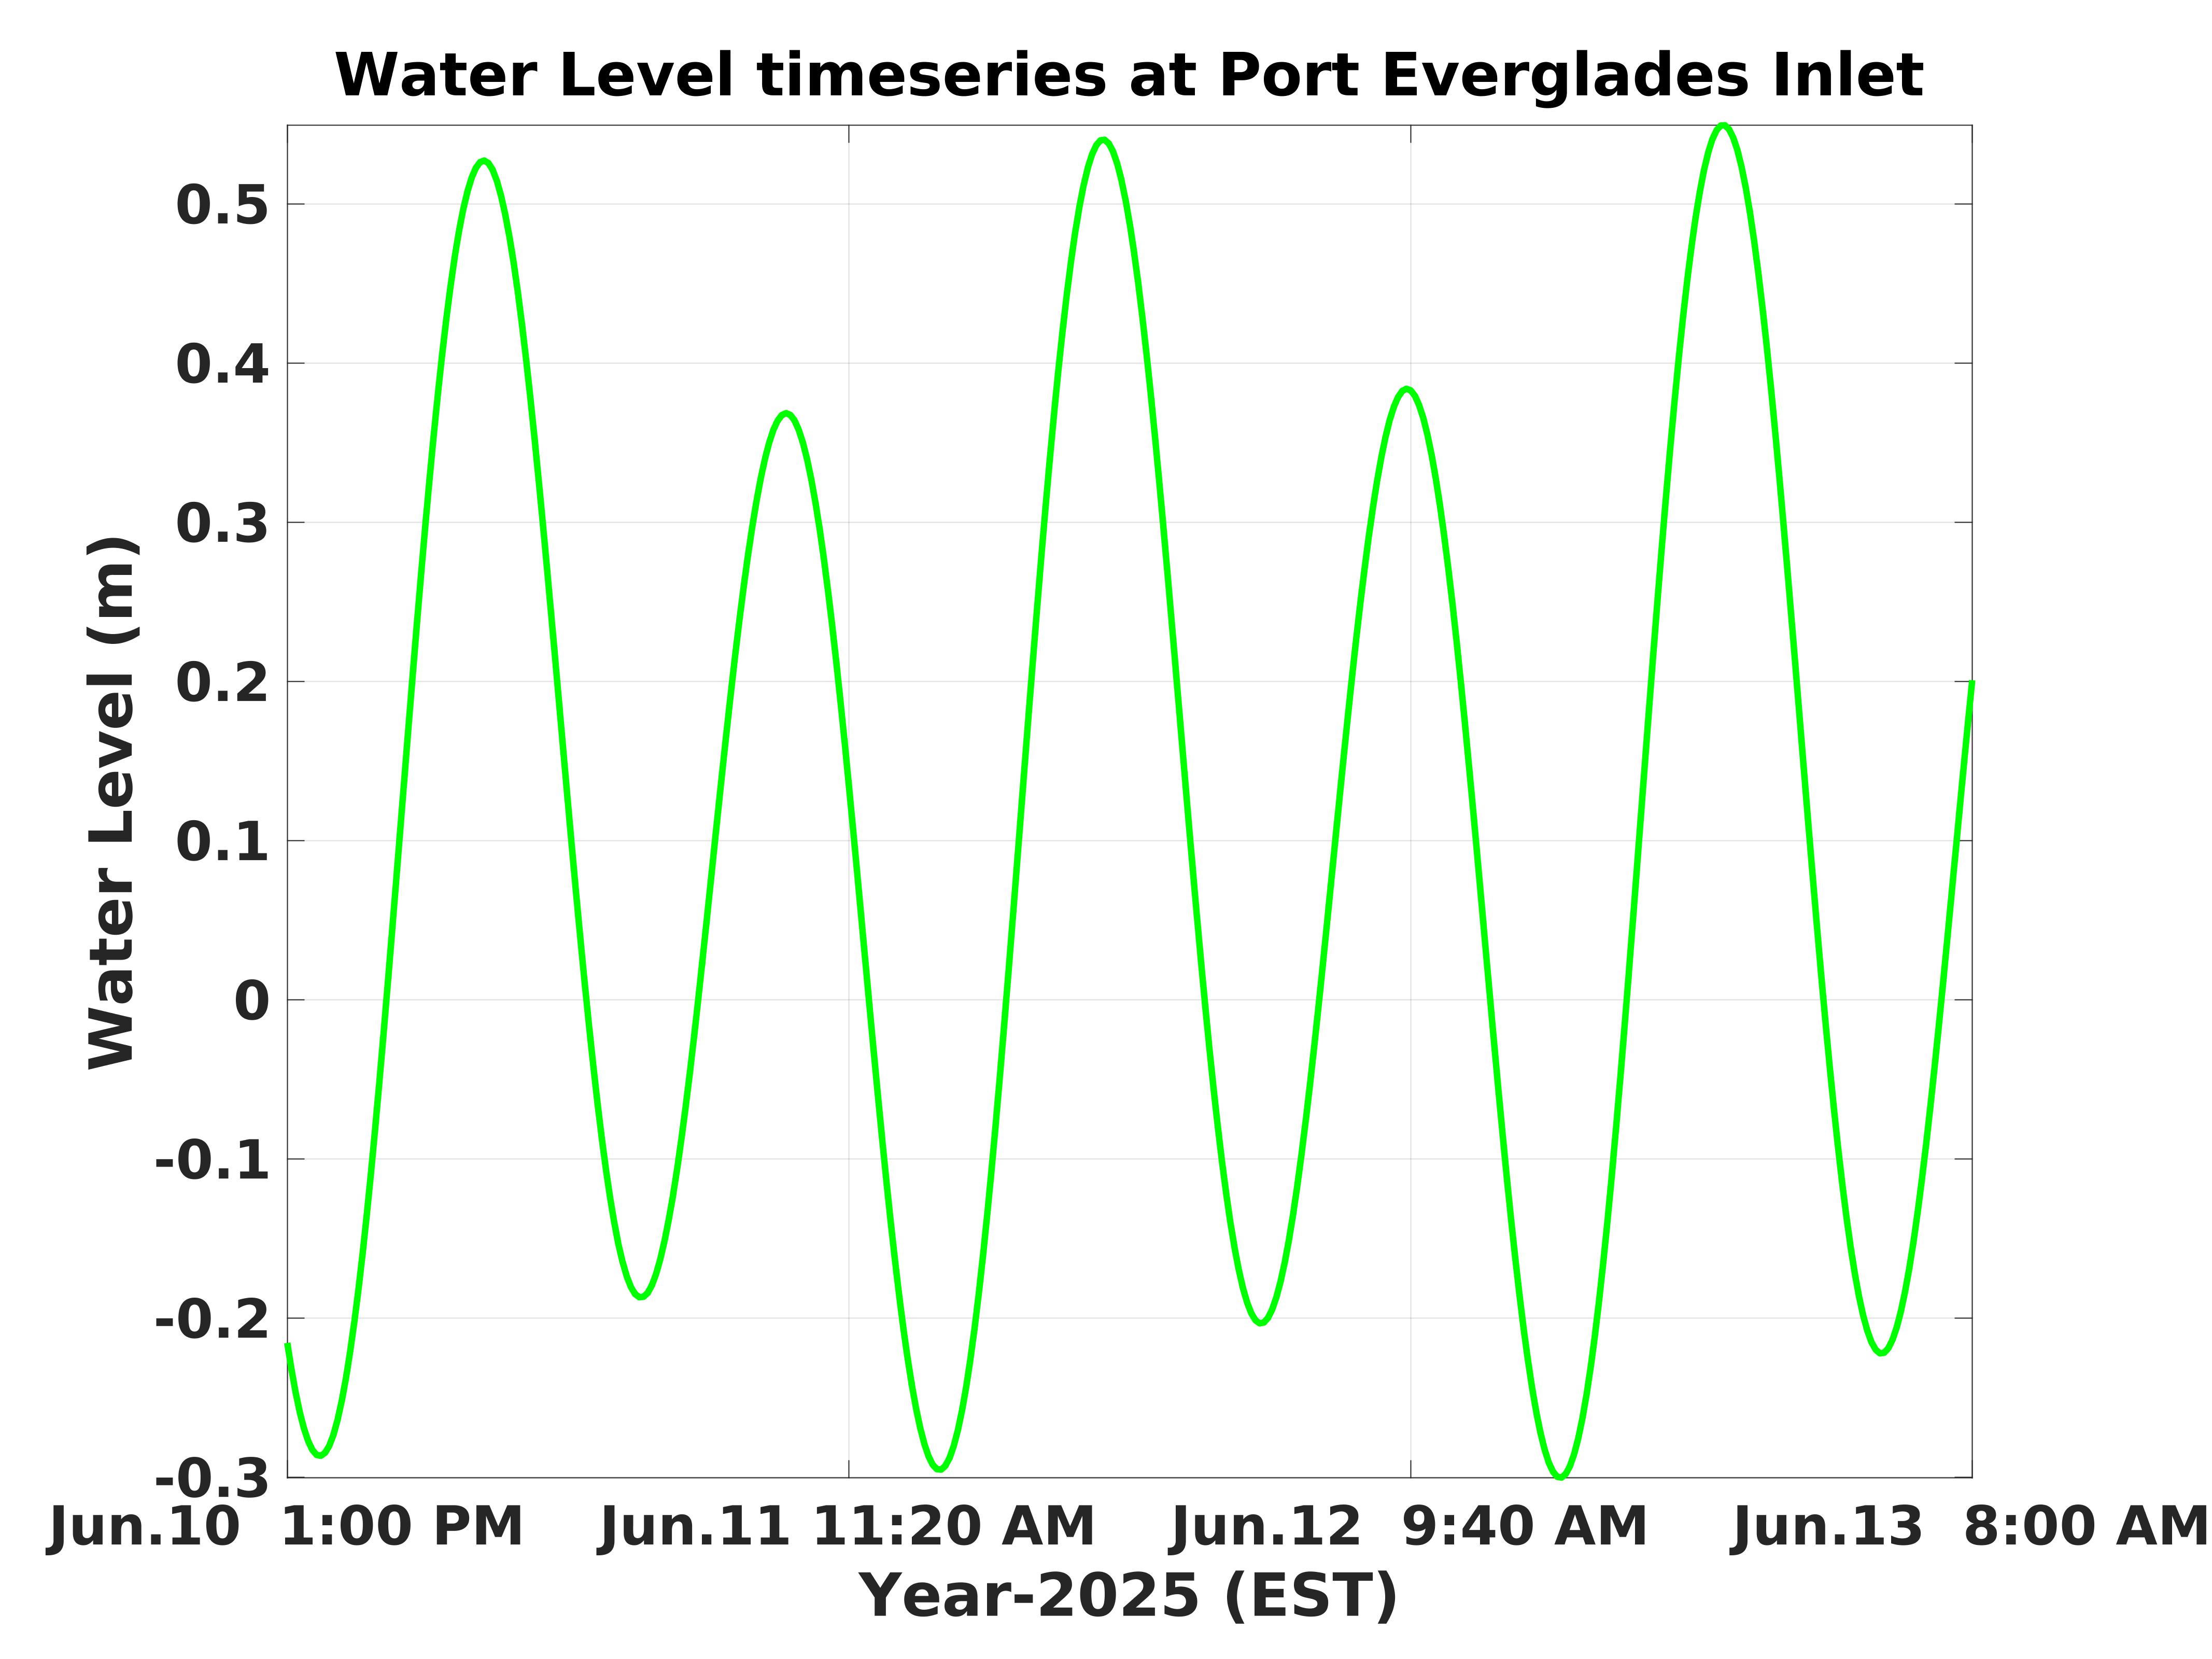 Water Level timeseries at Port Everglades Inlet
0.5
0.4
0.3
0.2
0.1
0
-0.1
-0.2
-0.3
Water Level (m)
Jun.10 1:00 PM Jun.11 11:20 AM Jun.12 9:40 AM Jun.13 8:00 AM
Year-2025 (EST)